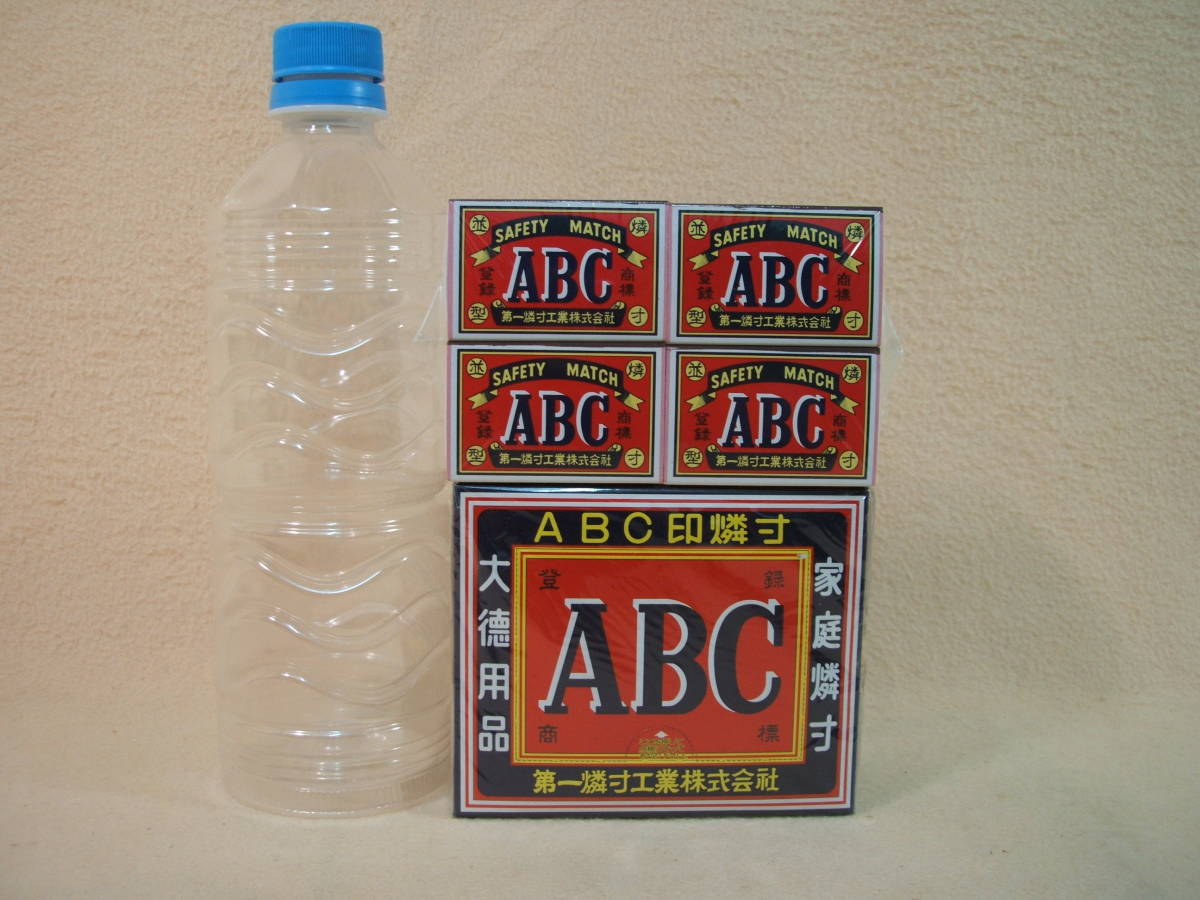 並 燐
SAFETY MATCH
登録 ABC 商標
型 第一燐寸工業株式会社 寸
並 燐
SAFETY MATCH
登録 ABC 商標
型 第一燐寸工業株式会社 寸
並 燐
SAFETY MATCH
登録 ABC 商標
型 第一燐寸工業株式会社 寸
並 燐
SAFETY MATCH
登録 ABC 商標
型 第一燐寸工業株式会社 寸
ABC印燐寸
家庭燐寸
大徳用品
登 録
ABC
商 標
第一燐寸工業株式会社